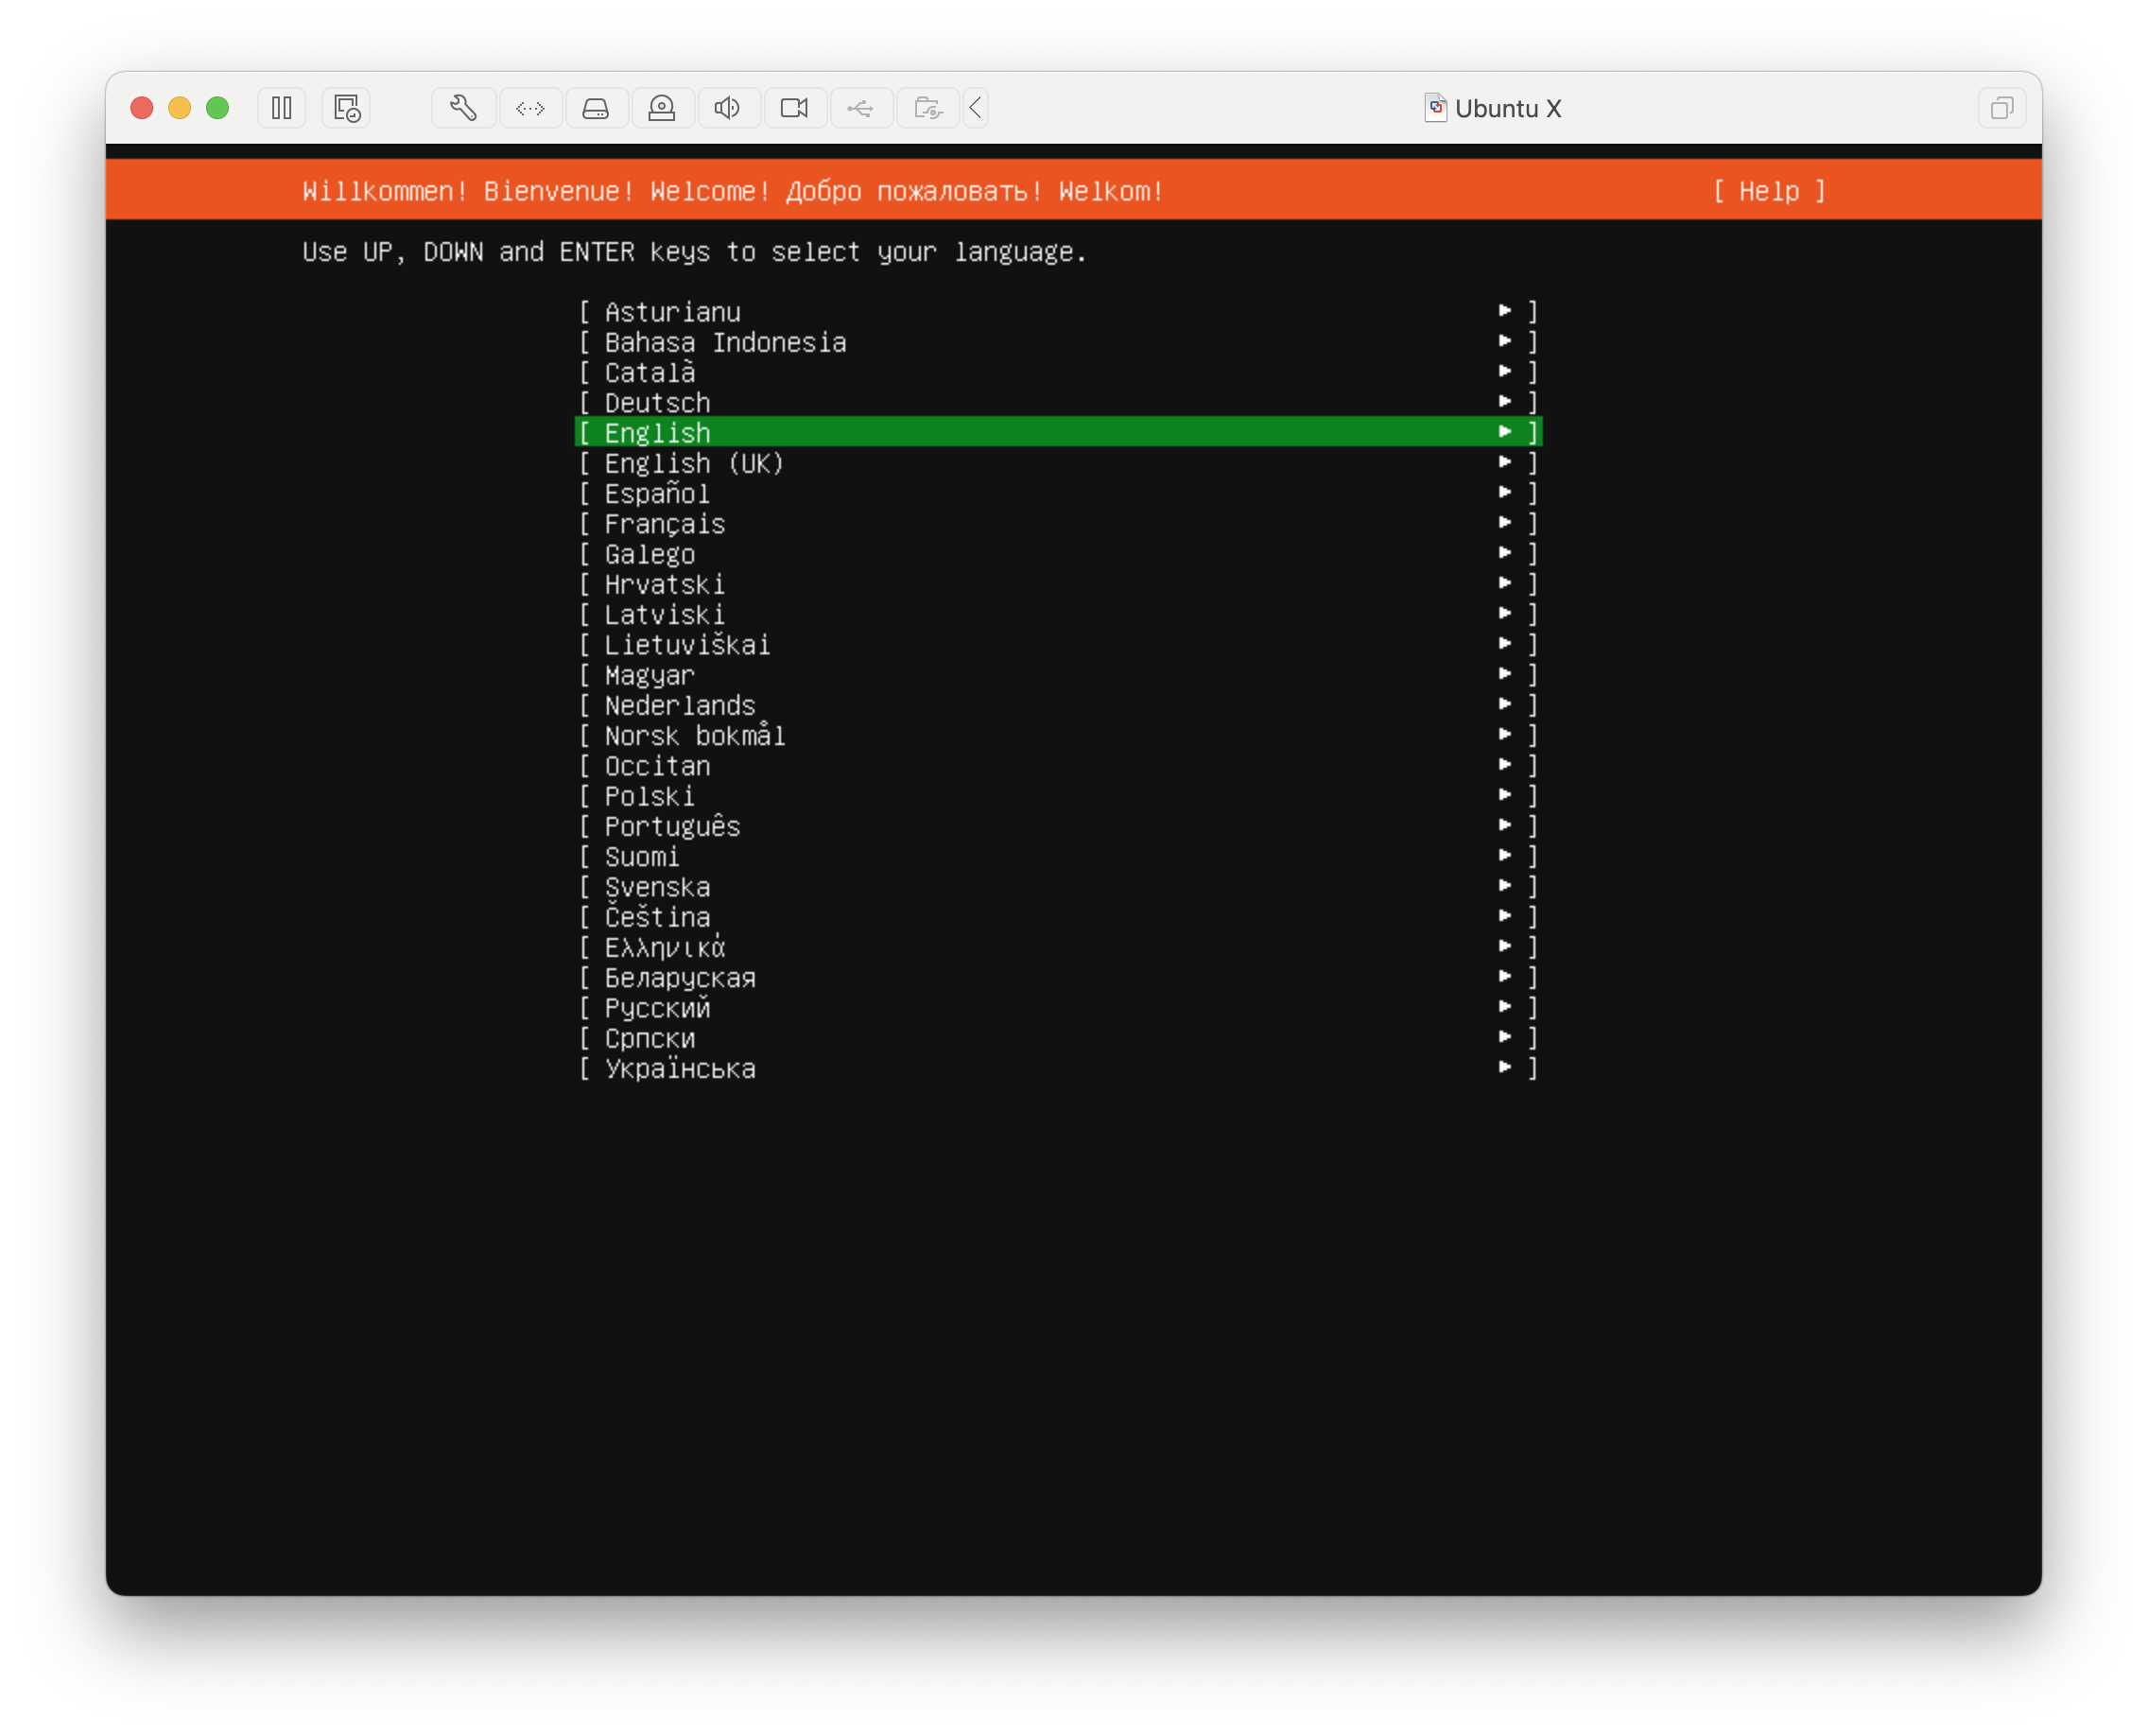 Ubuntu X
Willkommen! Bienvenue! Welcome! Добро пожаловать! Welkom! [ Help ]
Use UP, DOWN and ENTER keys to select your language.
[ Asturianu ► ]
[ Bahasa Indonesia ► ]
[ Català ► ]
[ Deutsch ► ]
[ English ► ]
[ English (UK) ► ]
[ Español ► ]
[ Français ► ]
[ Galego ► ]
[ Hrvatski ► ]
[ Latviski ► ]
[ Lietuviškai ► ]
[ Magyar ► ]
[ Nederlands ► ]
[ Norsk bokmål ► ]
[ Occitan ► ]
[ Polski ► ]
[ Português ► ]
[ Suomi ► ]
[ Svenska ► ]
[ Čeština ► ]
[ Ελληνικά ► ]
[ Беларуская ► ]
[ Русский ► ]
[ Српски ► ]
[ Українська ► ]